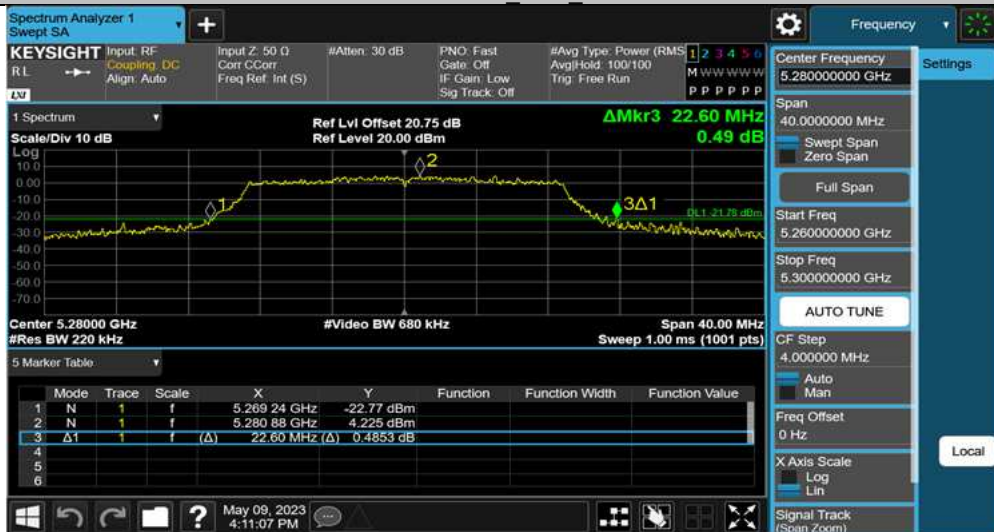 Spectrum Analyzer 1
Swept SA
Frequency
KEYSIGHT
RL
LXI
Input: RF
Coupling: DC
Align: Auto
Input Z: 50 Ω
Corr CCorr
Freq Ref: Int (S)
#Atten: 30 dB
PNO: Fast
Gate: Off
IF Gain: Low
Sig Track: Off
#Avg Type: Power (RMS
Avg|Hold: 100/100
Trig: Free Run
1 2 3 4 5 6
M W W W W W
P P P P P P
1 Spectrum
Scale/Div 10 dB
Ref Lvl Offset 20.75 dB
Ref Level 20.00 dBm
ΔMkr3 22.60 MHz
0.49 dB
Log
10.0
0.00
-10.0
-20.0
-30.0
-40.0
-50.0
-60.0
-70.0
1
2
3Δ1
DL1 -21.78 dBm
Center 5.28000 GHz
#Res BW 220 kHz
#Video BW 680 kHz
Span 40.00 MHz
Sweep 1.00 ms (1001 pts)
5 Marker Table
Mode Trace Scale X Y Function Function Width Function Value
1 N 1 f 5.269 24 GHz -22.77 dBm
2 N 1 f 5.280 88 GHz 4.225 dBm
3 Δ1 1 f (Δ) 22.60 MHz (Δ) 0.4853 dB
4
5
6
May 09, 2023
4:11:07 PM
Center Frequency
5.280000000 GHz
Span
40.0000000 MHz
Swept Span
Zero Span
Full Span
Start Freq
5.260000000 GHz
Stop Freq
5.300000000 GHz
AUTO TUNE
CF Step
4.000000 MHz
Auto
Man
Freq Offset
0 Hz
X Axis Scale
Log
Lin
Signal Track
(Span Zoom)
Settings
Local